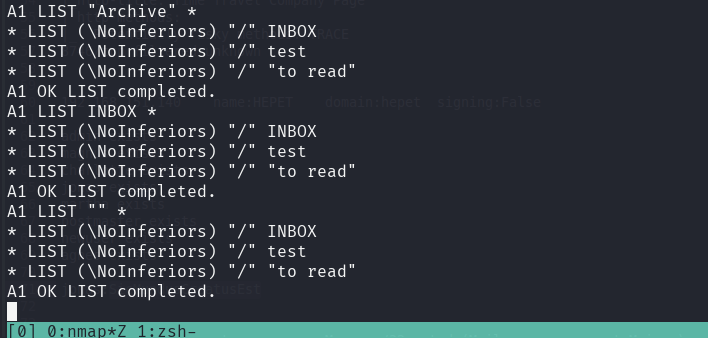 A1 LIST "Archive" *
* LIST (\NoInferiors) "/" INBOX
* LIST (\NoInferiors) "/" test
* LIST (\NoInferiors) "/" "to read"
A1 OK LIST completed.
A1 LIST INBOX *
* LIST (\NoInferiors) "/" INBOX
* LIST (\NoInferiors) "/" test
* LIST (\NoInferiors) "/" "to read"
A1 OK LIST completed.
A1 LIST "" *
* LIST (\NoInferiors) "/" INBOX
* LIST (\NoInferiors) "/" test
* LIST (\NoInferiors) "/" "to read"
A1 OK LIST completed.
[0] 0:nmap*Z 1:zsh-